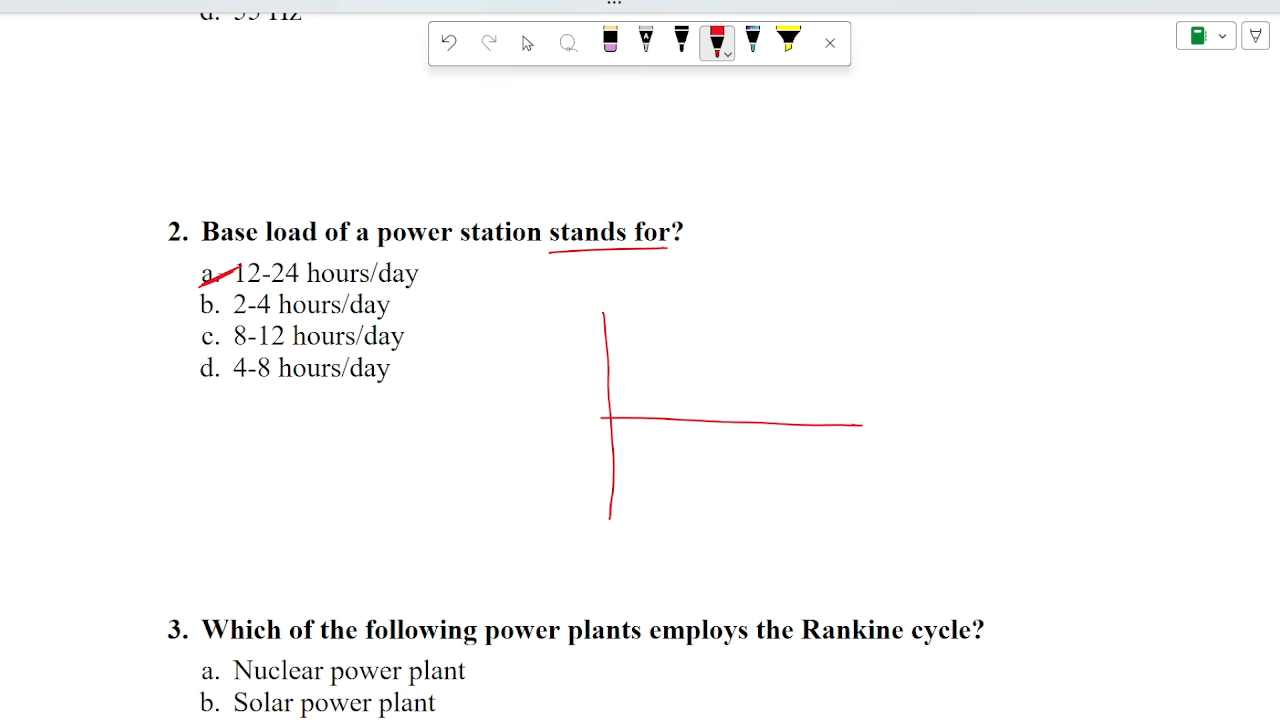 d. 55 Hz
2. Base load of a power station stands for?
a. 12-24 hours/day
b. 2-4 hours/day
c. 8-12 hours/day
d. 4-8 hours/day
3. Which of the following power plants employs the Rankine cycle?
a. Nuclear power plant
b. Solar power plant